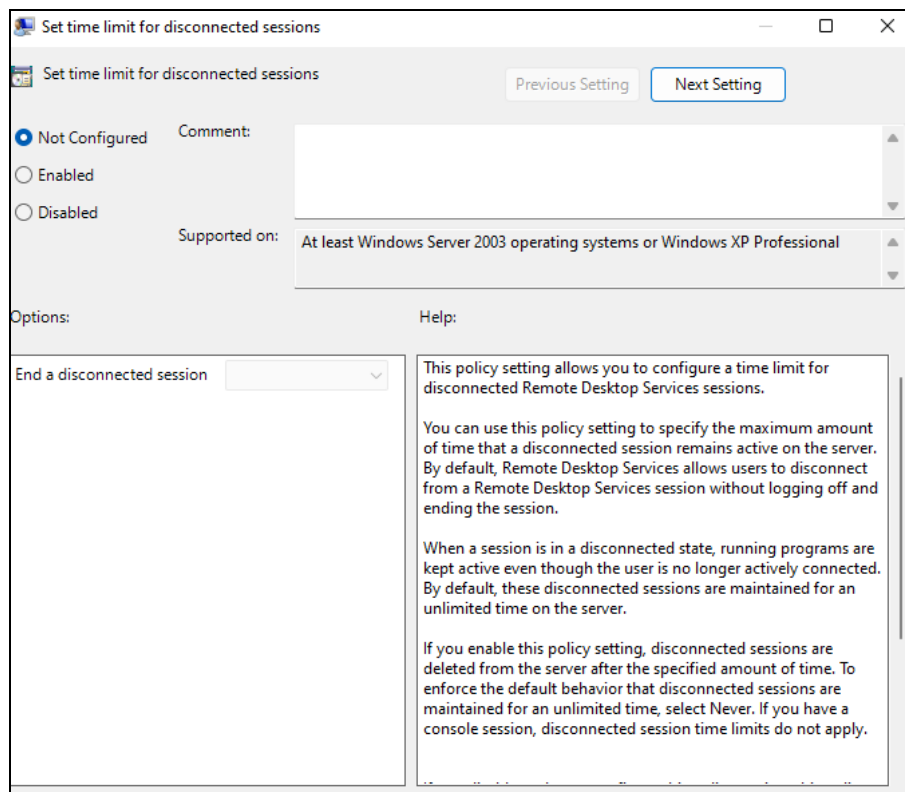 Set time limit for disconnected sessions
Set time limit for disconnected sessions
Previous Setting
Next Setting
Not Configured
Enabled
Disabled
Comment:
Supported on:
At least Windows Server 2003 operating systems or Windows XP Professional
Options:
Help:
End a disconnected session
This policy setting allows you to configure a time limit for
disconnected Remote Desktop Services sessions.
You can use this policy setting to specify the maximum amount
of time that a disconnected session remains active on the server.
By default, Remote Desktop Services allows users to disconnect
from a Remote Desktop Services session without logging off and
ending the session.
When a session is in a disconnected state, running programs are
kept active even though the user is no longer actively connected.
By default, these disconnected sessions are maintained for an
unlimited time on the server.
If you enable this policy setting, disconnected sessions are
deleted from the server after the specified amount of time. To
enforce the default behavior that disconnected sessions are
maintained for an unlimited time, select Never. If you have a
console session, disconnected session time limits do not apply.